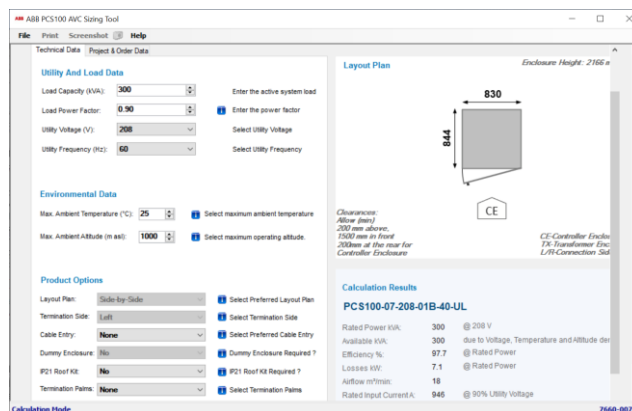 ABB ABB PCS100 AVC Sizing Tool
File Print Screenshot Help
Technical Data Project & Order Data
Utility And Load Data
Load Capacity (kVA): 300 Enter the active system load
Load Power Factor: 0.90 Enter the power factor
Utility Voltage (V): 208 Select Utility Voltage
Utility Frequency (Hz): 60 Select Utility Frequency
Environmental Data
Max. Ambient Temperature (°C): 25 Select maximum ambient temperature
Max. Ambient Altitude (m asl): 1000 Select maximum operating altitude.
Product Options
Layout Plan: Side-by-Side Select Preferred Layout Plan
Termination Side: Left Select Termination Side
Cable Entry: None Select Preferred Cable Entry
Dummy Enclosure: No Dummy Enclosure Required ?
IP21 Roof Kit: No IP21 Roof Kit Required ?
Termination Palms: None Select Termination Palms
Calculation Mode
Layout Plan
Enclosure Height: 2166 m
830
844
CE
Clearances:
Allow (min)
200 mm above,
1500 mm in front
200mm at the rear for
Controller Enclosure
CE-Controller Enclos
TX-Transformer Enc
L/R-Connection Sid
Calculation Results
PCS100-07-208-01B-40-UL
Rated Power kVA: 300 @ 208 V
Available kVA: 300 due to Voltage, Temperature and Altitude der
Efficiency %: 97.7 @ Rated Power
Losses kW: 7.1 @ Rated Power
Airflow m³/min: 18
Rated Input Current A: 946 @ 90% Utility Voltage